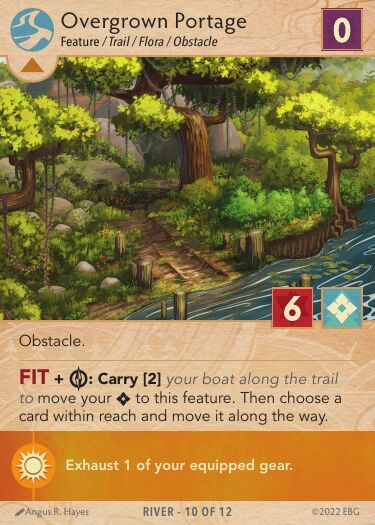 Overgrown Portage
Feature / Trail / Flora / Obstacle
0
6
Obstacle.
FIT + : Carry [2] your boat along the trail
to move your to this feature. Then choose a
card within reach and move it along the way.
Exhaust 1 of your equipped gear.
Angus R. Hayes
RIVER · 10 OF 12
©2022 EBG